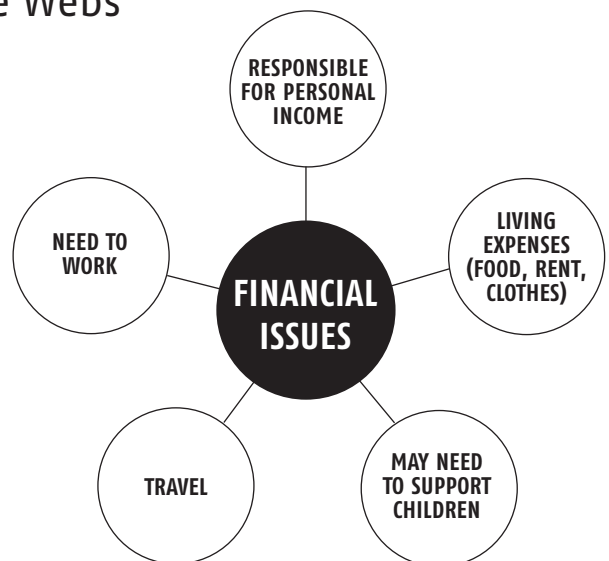 e Webs
RESPONSIBLE
FOR PERSONAL
INCOME
NEED TO
WORK
LIVING
EXPENSES
(FOOD, RENT,
CLOTHES)
FINANCIAL
ISSUES
TRAVEL
MAY NEED
TO SUPPORT
CHILDREN